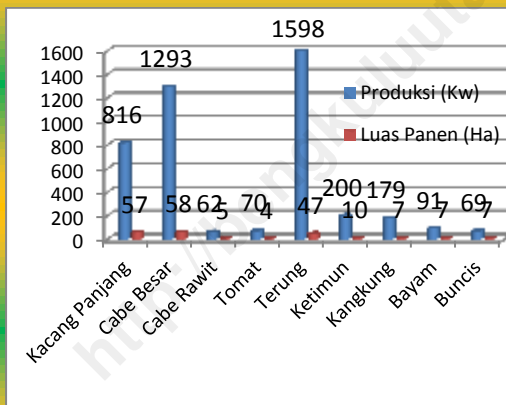 1598
1600
1400
1200
1000
800
600
400
200
0
1293
816
Produksi (Kw)
Luas Panen (Ha)
57
58
62
5
70
4
47
200
10
179
7
91
7
69
7
Kacang Panjang
Cabe Besar
Cabe Rawit
Tomat
Terung
Ketimun
Kangkung
Bayam
Buncis